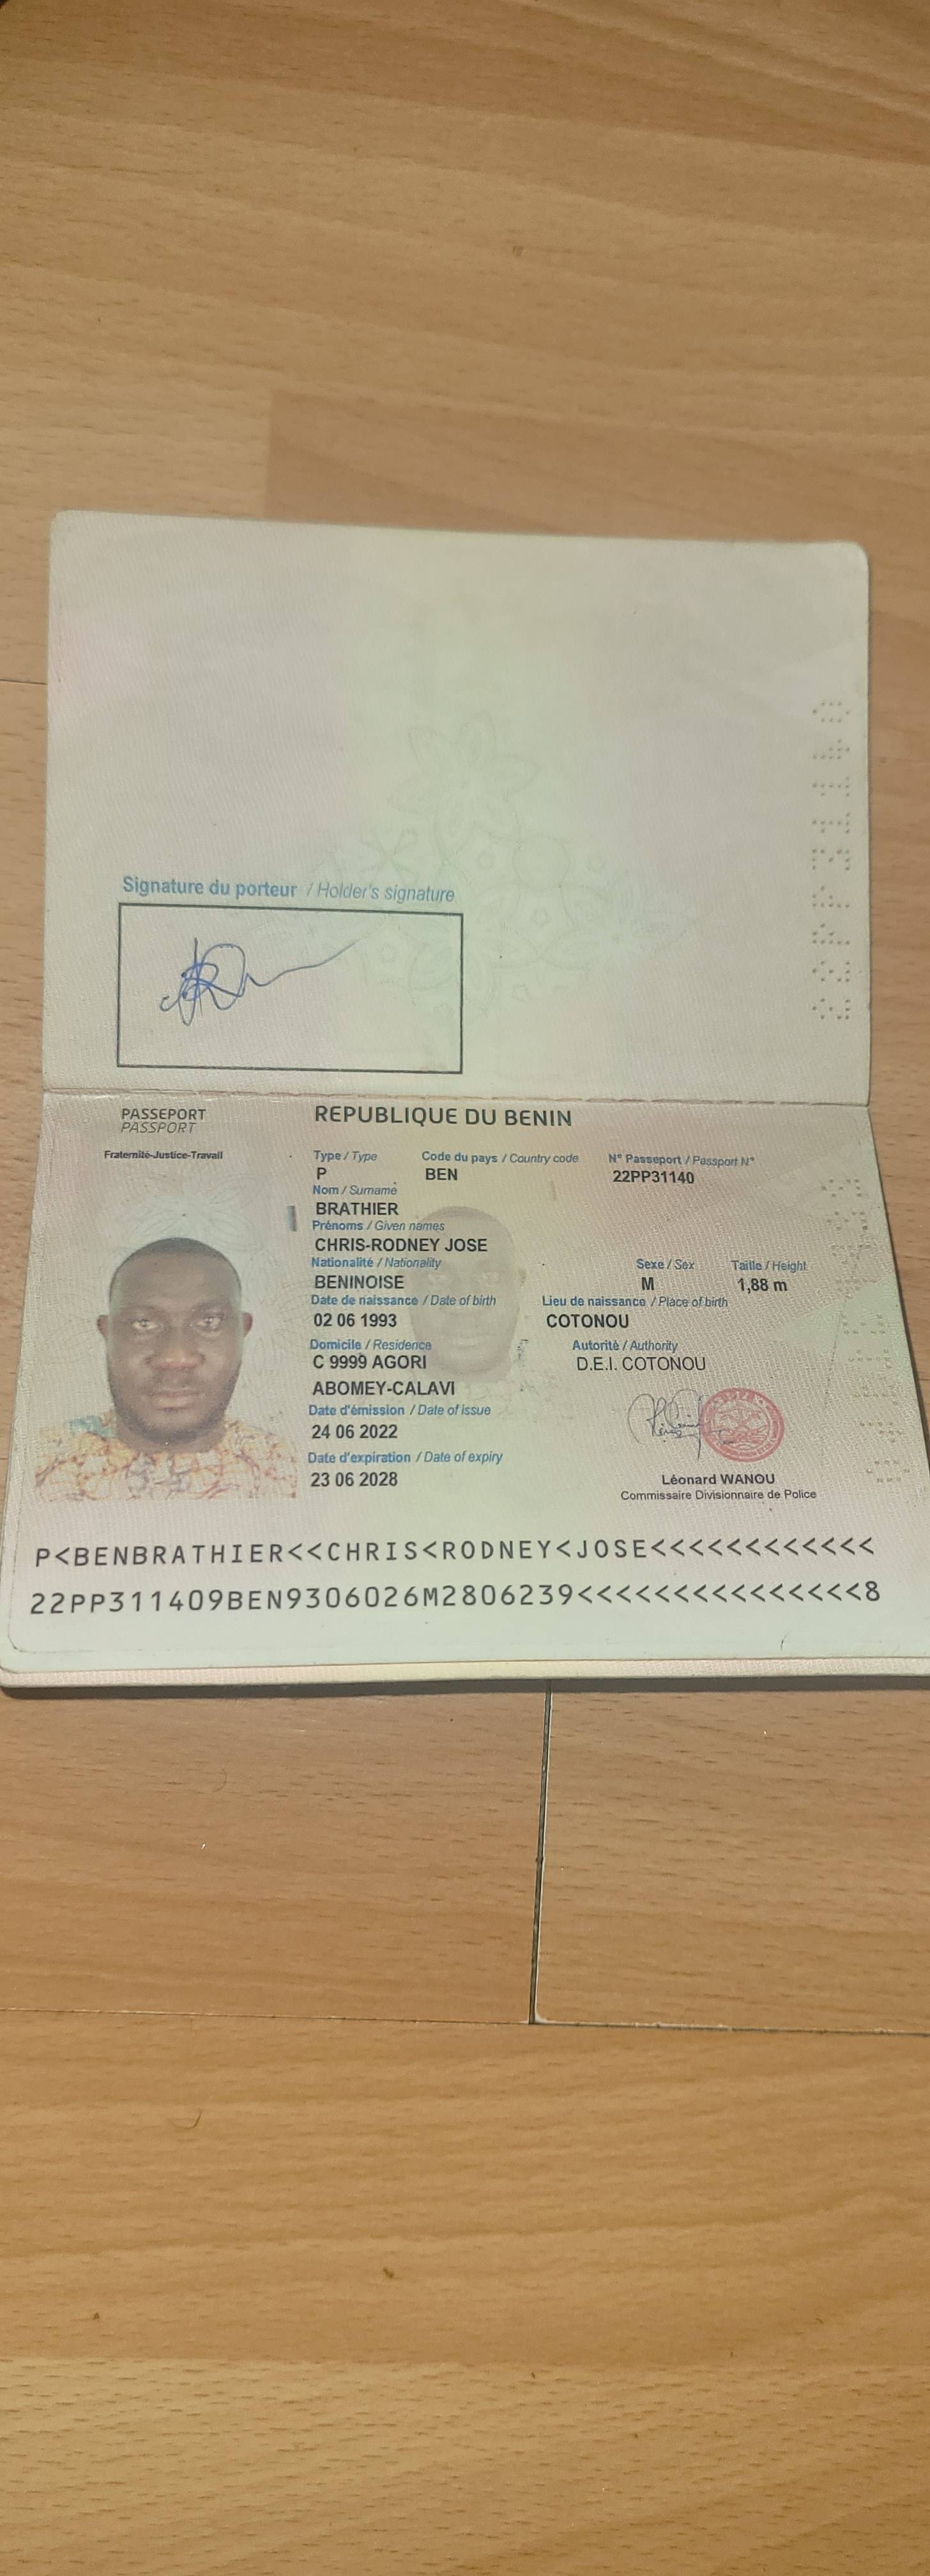 Signature du porteur / Holder's signature
PASSEPORT
PASSPORT
REPUBLIQUE DU BENIN
Fraternité-Justice-Travail
Type / Type Code du pays / Country code N° Passeport / Passport N°
P BEN 22PP31140
Nom / Surname
BRATHIER
Prénoms / Given names
CHRIS-RODNEY JOSE
Nationalité / Nationality Sexe / Sex Taille / Height
BENINOISE M 1,88 m
Date de naissance / Date of birth Lieu de naissance / Place of birth
02 06 1993 COTONOU
Domicile / Residence Autorité / Authority
C 9999 AGORI D.E.I. COTONOU
ABOMEY-CALAVI
Date d'émission / Date of issue
24 06 2022
Date d'expiration / Date of expiry
23 06 2028
Léonard WANOU
Commissaire Divisionnaire de Police
P<BENBRATHIER<<CHRIS<RODNEY<JOSE<<<<<<<<<<<<
22PP311409BEN9306026M2806239<<<<<<<<<<<<<<<8